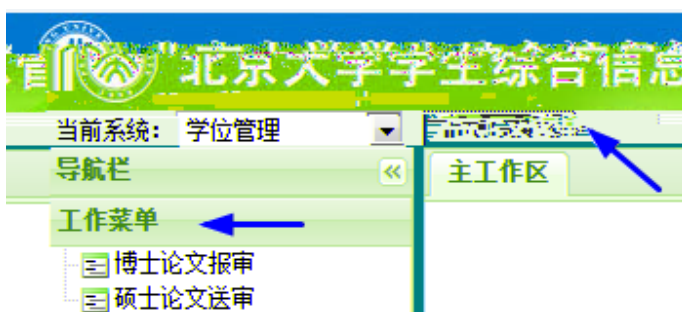 北京大学学生综合信息
当前系统： 学位管理
导航栏
主工作区
工作菜单
博士论文报审
硕士论文送审